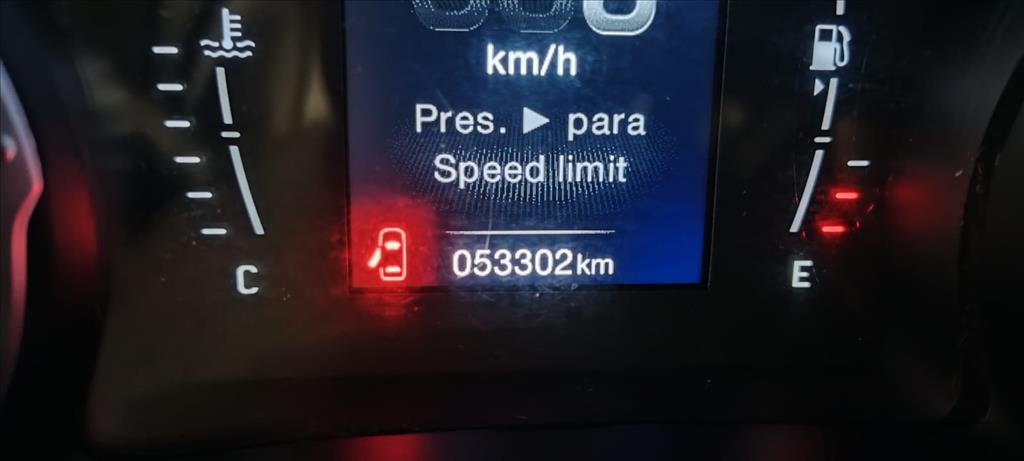 km/h
Pres. ▶ para
Speed limit
053302km
C
E